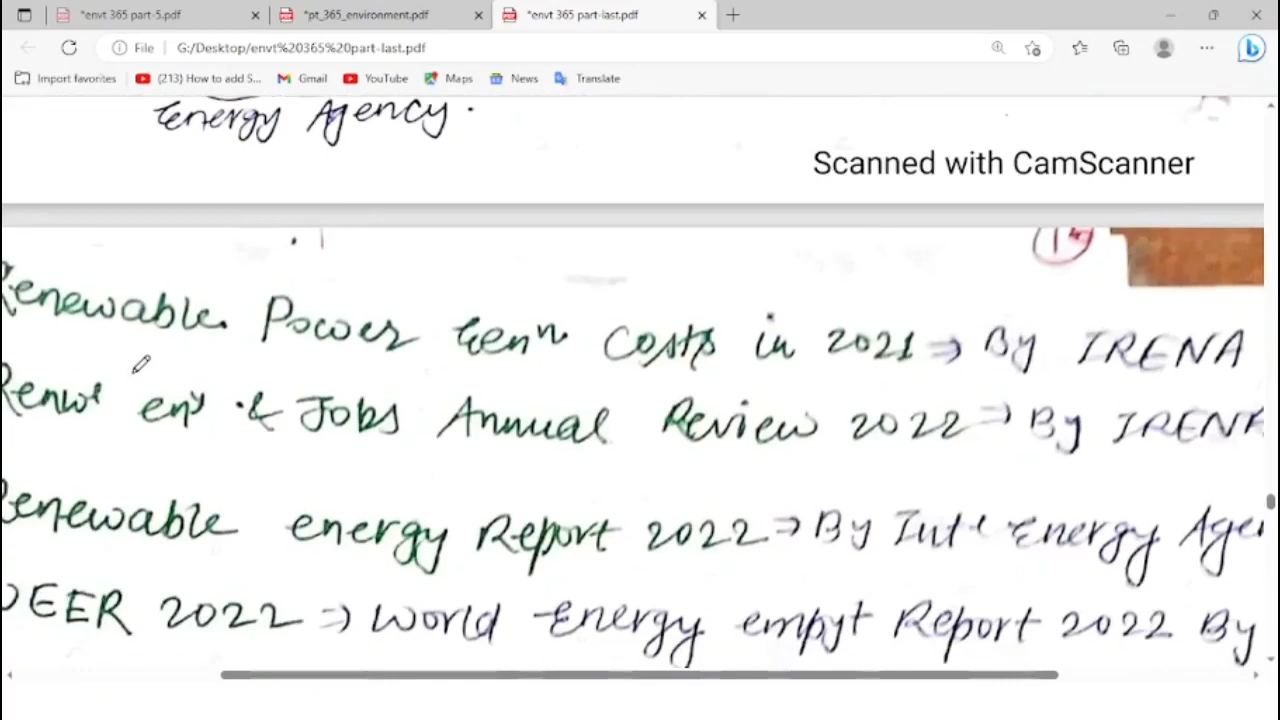 *envt 365 part-5.pdf
*pt_365_environment.pdf
*envt 365 part-last.pdf
File
G:/Desktop/envt%20365%20part-last.pdf
Import favorites
(213) How to add S...
Gmail
YouTube
Maps
News
Translate
Energy Agency.
Scanned with CamScanner
Renewable Power Genⁿ Costs in 2021 ⇒ By IRENA
Renwˡ enʸ & Jobs Annual Review 2022 → By IRENA
Renewable energy Report 2022 ⇒ By Intˡ Energy Age
EER 2022 ⇒ World Energy empyt Report 2022 By